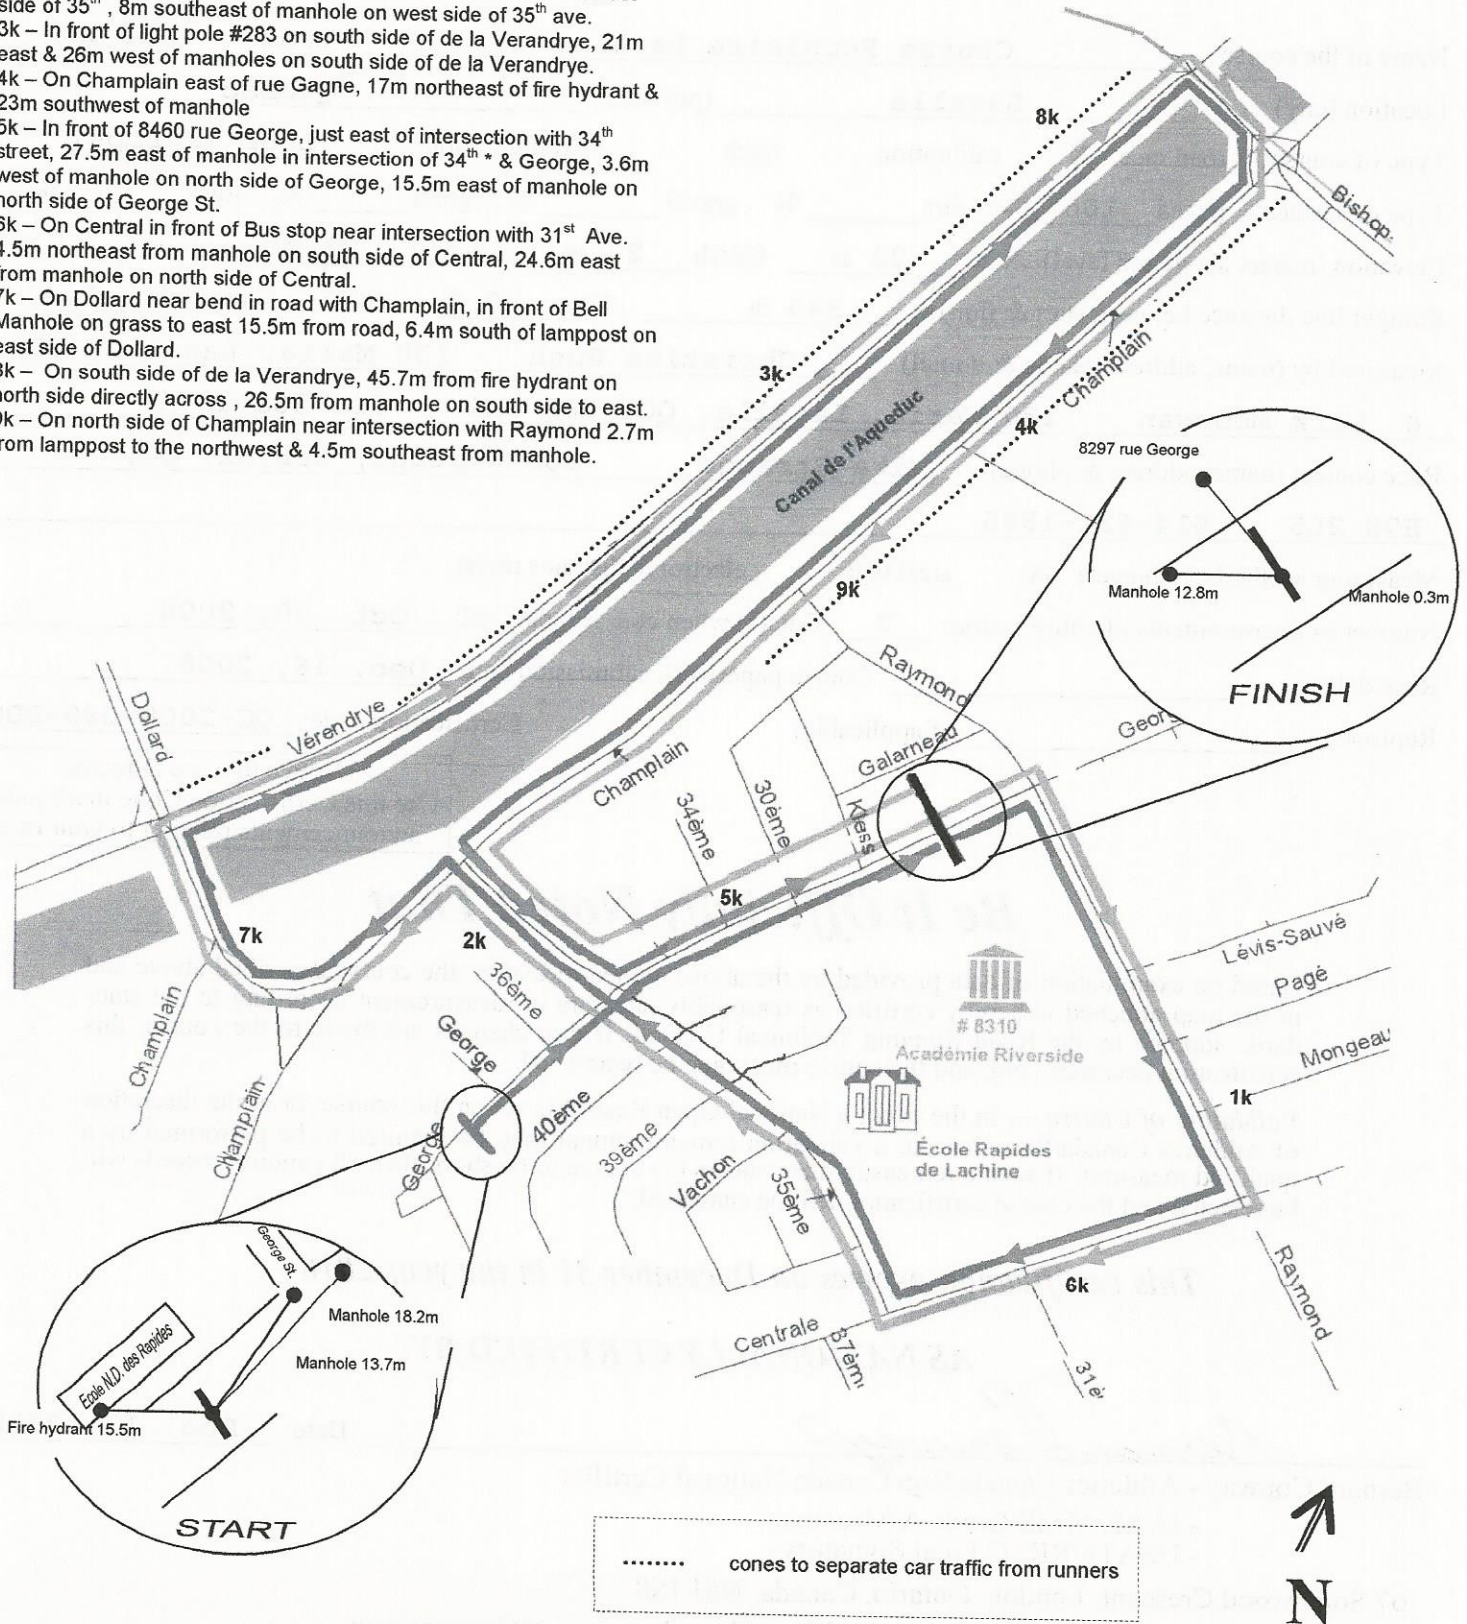 side of 35th , 8m southeast of manhole on west side of 35th ave.
3k – In front of light pole #283 on south side of de la Verandrye, 21m
east & 26m west of manholes on south side of de la Verandrye.
4k – On Champlain east of rue Gagne, 17m northeast of fire hydrant &
23m southwest of manhole
5k – In front of 8460 rue George, just east of intersection with 34th
street, 27.5m east of manhole in intersection of 34th * & George, 3.6m
west of manhole on north side of George, 15.5m east of manhole on
north side of George St.
6k – On Central in front of Bus stop near intersection with 31st Ave.
4.5m northeast from manhole on south side of Central, 24.6m east
from manhole on north side of Central.
7k – On Dollard near bend in road with Champlain, in front of Bell
Manhole on grass to east 15.5m from road, 6.4m south of lamppost on
east side of Dollard.
8k – On south side of de la Verandrye, 45.7m from fire hydrant on
north side directly across , 26.5m from manhole on south side to east.
9k – On north side of Champlain near intersection with Raymond 2.7m
from lamppost to the northwest & 4.5m southeast from manhole.
8k
Bishop
3k
Champlain
4k
Canal de l'Aqueduc
8297 rue George
Manhole 12.8m
Manhole 0.3m
FINISH
9k
Raymond
Georg
Galarneau
Dollard
Vérendrye
Champlain
34ème
30ème
Kless
5k
7k
2k
36ème
George
Lévis-Sauvé
Pagé
Mongeau
# 8310
Académie Riverside
École Rapides
de Lachine
1k
Champlain
Champlain
George
40ème
39ème
Vachon
35ème
6k
Raymond
Centrale
37èm
31è
George St.
Manhole 18.2m
Manhole 13.7m
Ecole N.D. des Rapides
Fire hydrant 15.5m
START
cones to separate car traffic from runners
N